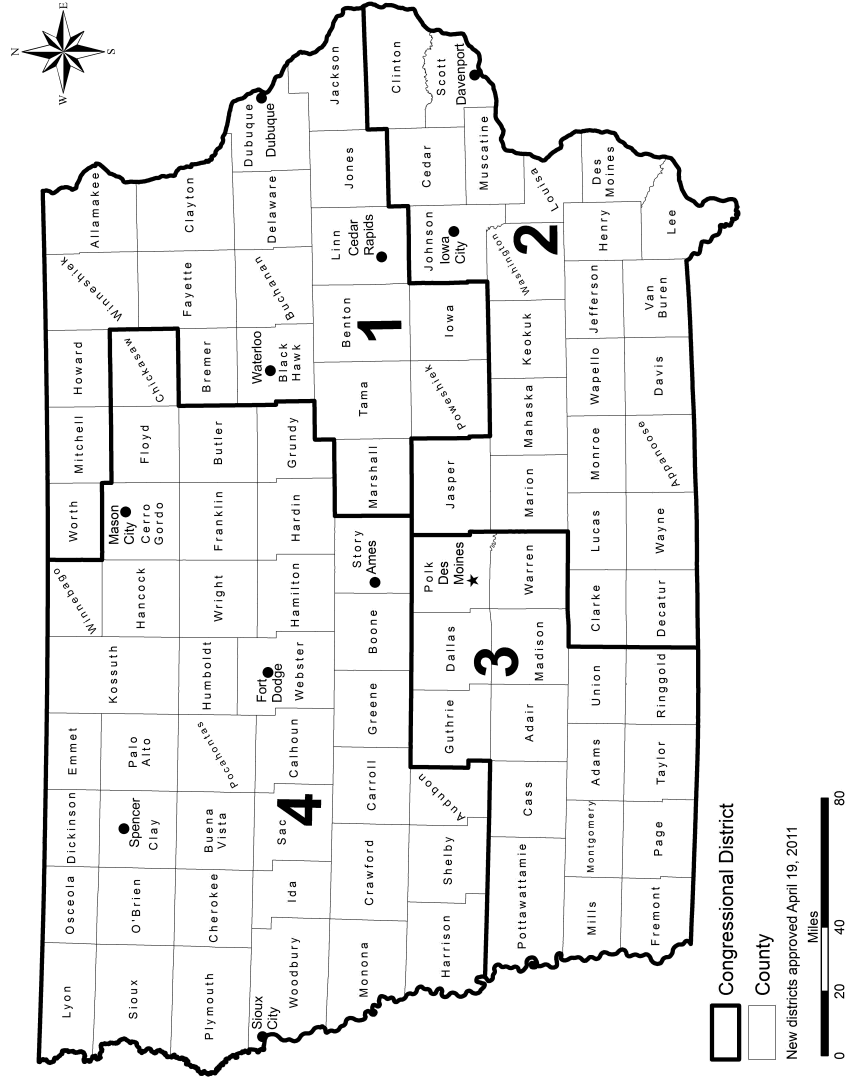 N
E
S
W
Lyon
Osceola
Dickinson
Emmet
Kossuth
Winnebago
Worth
Mitchell
Howard
Winneshiek
Allamakee
Sioux
O'Brien
Spencer
Clay
Palo
Alto
Hancock
Mason
City
Cerro
Gordo
Floyd
Chickasaw
Fayette
Clayton
Plymouth
Cherokee
Buena
Vista
Pocahontas
Humboldt
Wright
Franklin
Butler
Bremer
Sioux
City
Woodbury
Ida
Sac
4
Calhoun
Fort
Dodge
Webster
Hamilton
Hardin
Grundy
Waterloo
Black
Hawk
Buchanan
Delaware
Dubuque
Dubuque
Monona
Crawford
Carroll
Greene
Boone
Story
Ames
Marshall
Tama
Benton
1
Linn
Cedar
Rapids
Jones
Jackson
Harrison
Shelby
Audubon
Guthrie
Dallas
Polk
Des
Moines
Jasper
Poweshiek
Iowa
Johnson
Iowa
City
Cedar
Clinton
Scott
Davenport
Muscatine
Pottawattamie
Cass
Adair
3
Madison
Warren
Marion
Mahaska
Keokuk
Washington
2
Louisa
Mills
Montgomery
Adams
Union
Clarke
Lucas
Monroe
Wapello
Jefferson
Henry
Des
Moines
Fremont
Page
Taylor
Ringgold
Decatur
Wayne
Appanoose
Davis
Van
Buren
Lee
Congressional District
County
New districts approved April 19, 2011
Miles
0 20 40 80